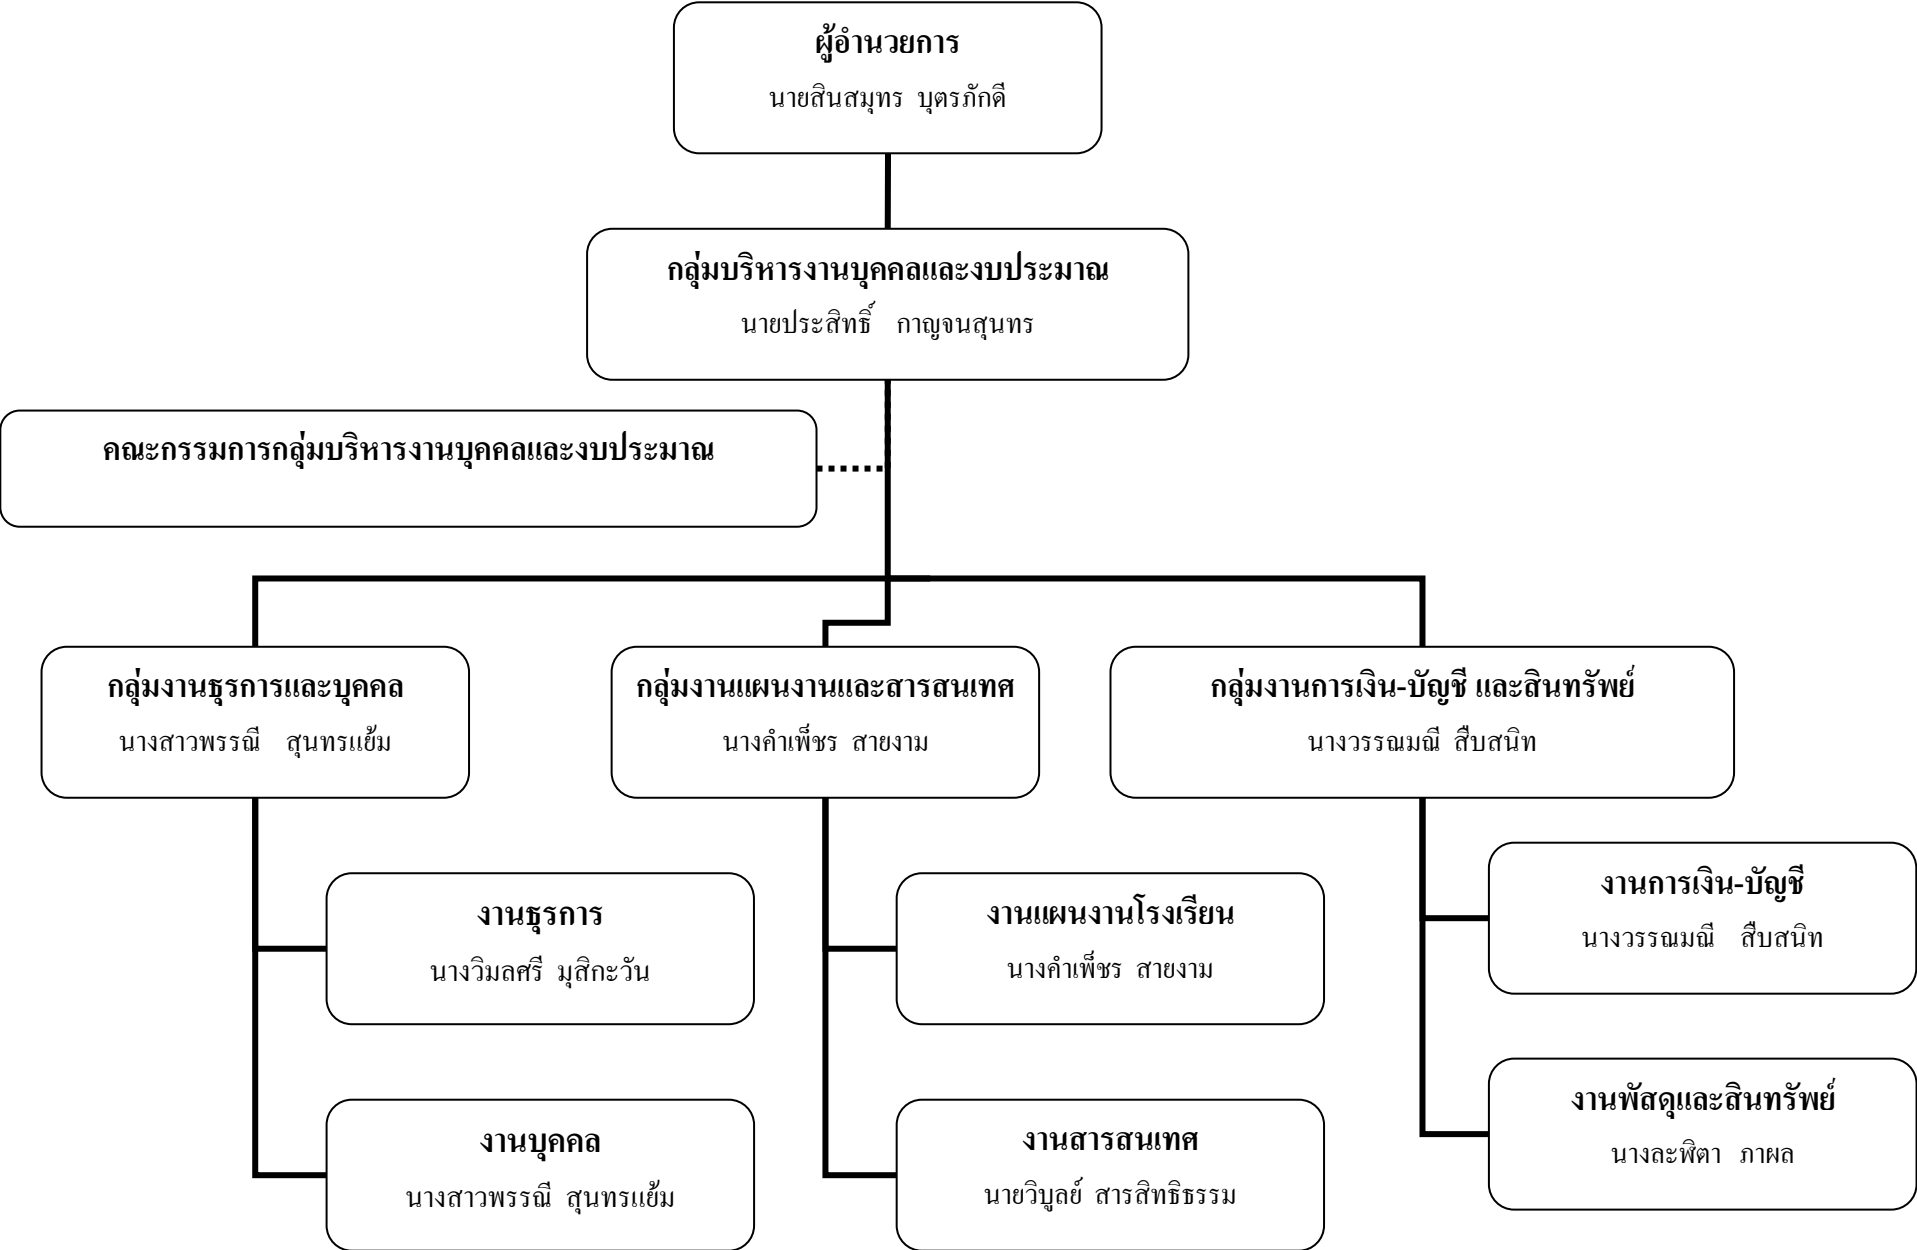 ผู้อำนวยการ
นายสินสมุทร บุตรภักดี
กลุ่มบริหารงานบุคคลและงบประมาณ
นายประสิทธิ์ กาญจนสุนทร
คณะกรรมการกลุ่มบริหารงานบุคคลและงบประมาณ
กลุ่มงานธุรการและบุคคล
นางสาวพรรณี สุนทรแย้ม
กลุ่มงานแผนงานและสารสนเทศ
นางคำเพ็ชร สายงาม
กลุ่มงานการเงิน-บัญชี และสินทรัพย์
นางวรรณมณี สืบสนิท
งานธุรการ
นางวิมลศรี มุสิกะวัน
งานบุคคล
นางสาวพรรณี สุนทรแย้ม
งานแผนงานโรงเรียน
นางคำเพ็ชร สายงาม
งานสารสนเทศ
นายวิบูลย์ สารสิทธิธรรม
งานการเงิน-บัญชี
นางวรรณมณี สืบสนิท
งานพัสดุและสินทรัพย์
นางละฬิตา ภาผล